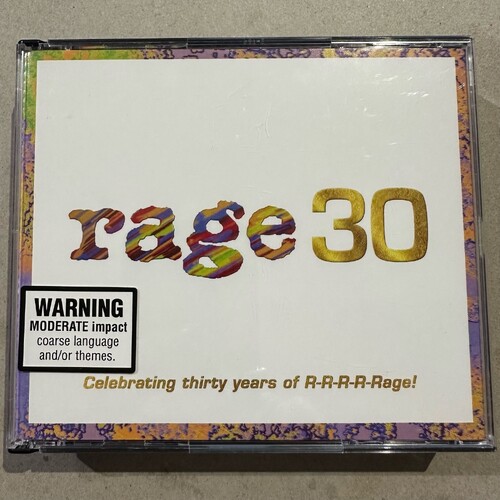 rage 30
WARNING
MODERATE impact
coarse language
and/or themes.
Celebrating thirty years of R-R-R-R-Rage!